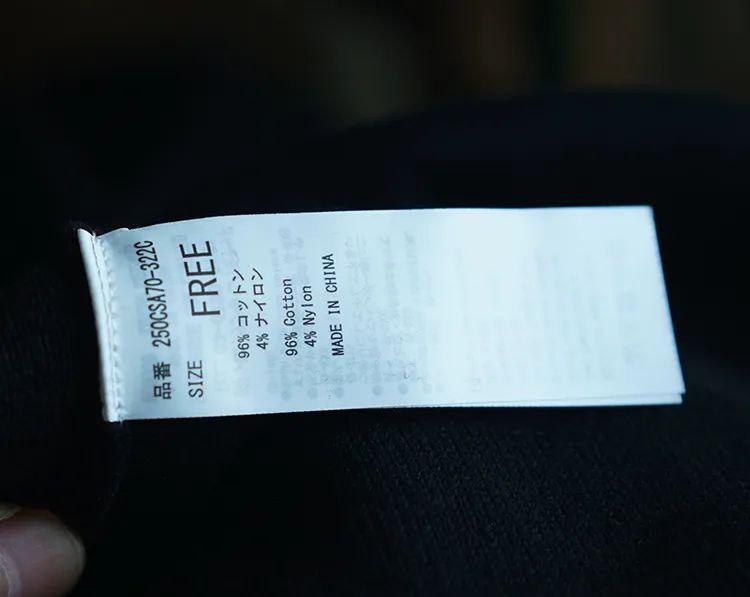 品番 250CSA70-322C
SIZE FREE
96% コットン
4% ナイロン
96% Cotton
4% Nylon
MADE IN CHINA